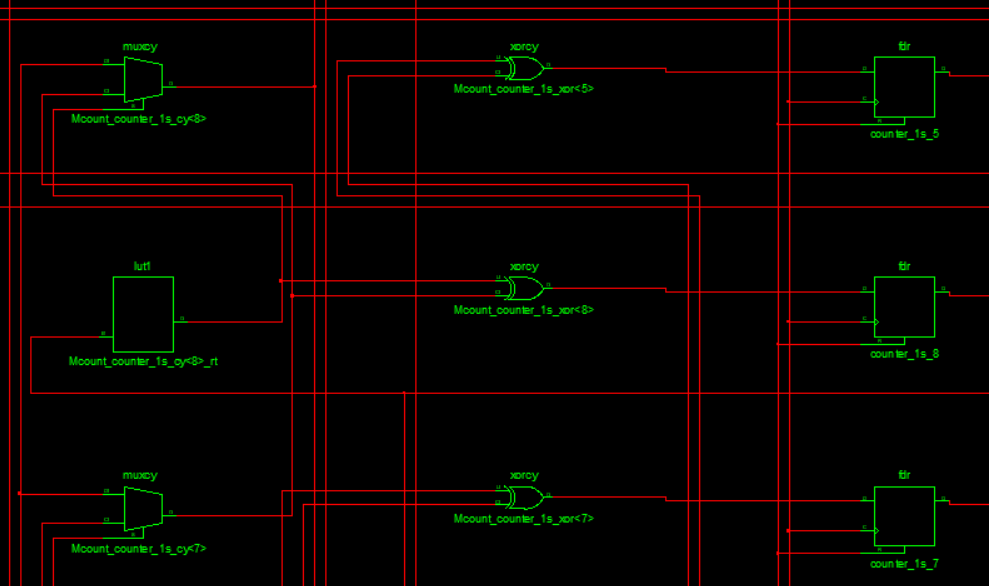 muxcy
xorcy
fdr
Mcount_counter_1s_cy<8>
Mcount_counter_1s_xor<5>
counter_1s_5
lut1
xorcy
fdr
Mcount_counter_1s_cy<8>_rt
Mcount_counter_1s_xor<8>
counter_1s_8
muxcy
xorcy
fdr
Mcount_counter_1s_cy<7>
Mcount_counter_1s_xor<7>
counter_1s_7